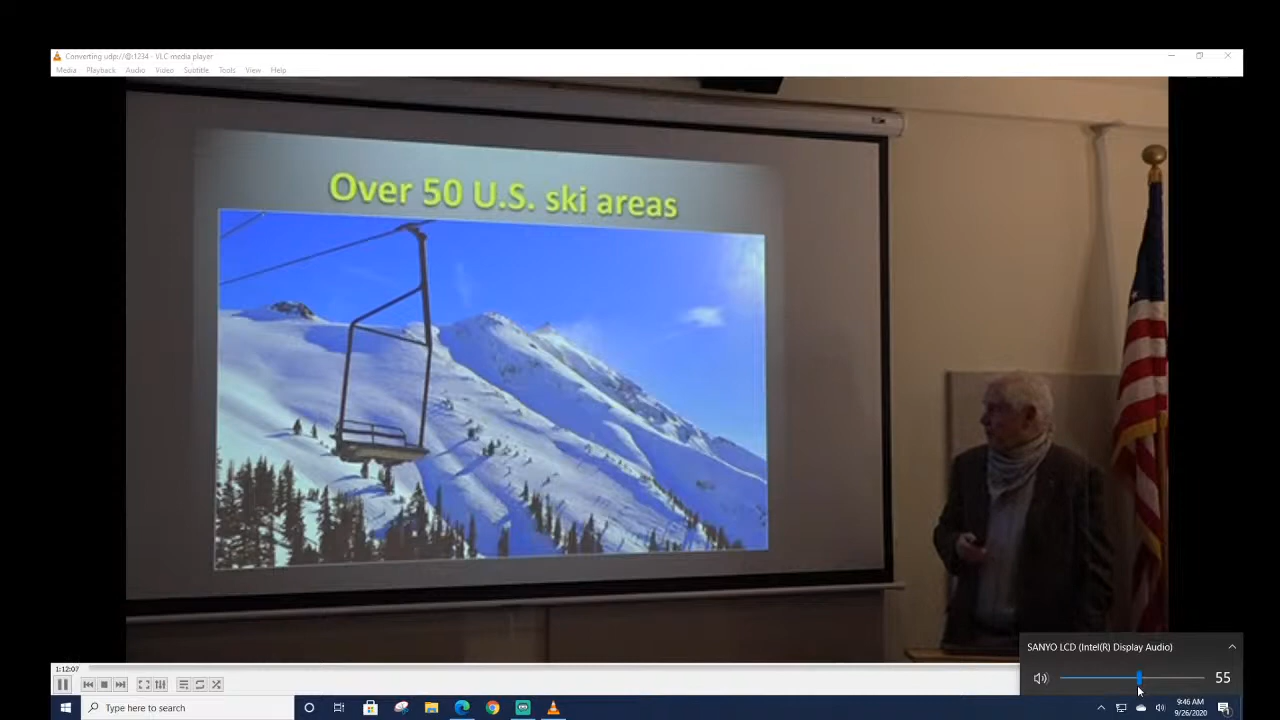 Converting udp://@:1234 - VLC media player
Media Playback Audio Video Subtitle Tools View Help
Over 50 U.S. ski areas
SANYO LCD (Intel(R) Display Audio)
55
1:12:07
Type here to search
9:46 AM
9/26/2020